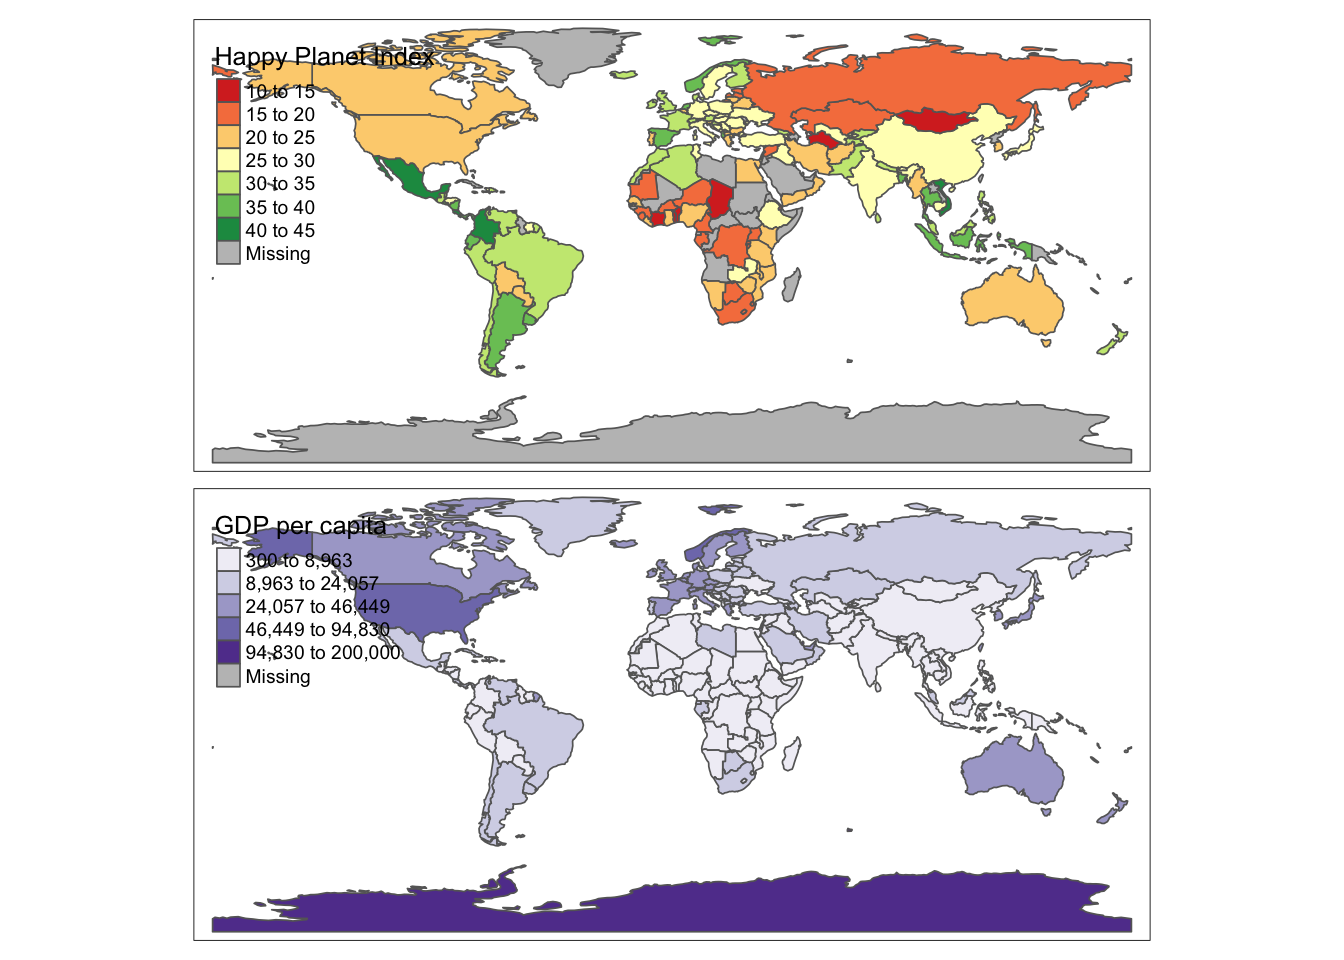 Happy Planet Index
10 to 15
15 to 20
20 to 25
25 to 30
30 to 35
35 to 40
40 to 45
Missing
GDP per capita
300 to 8,963
8,963 to 24,057
24,057 to 46,449
46,449 to 94,830
94,830 to 200,000
Missing